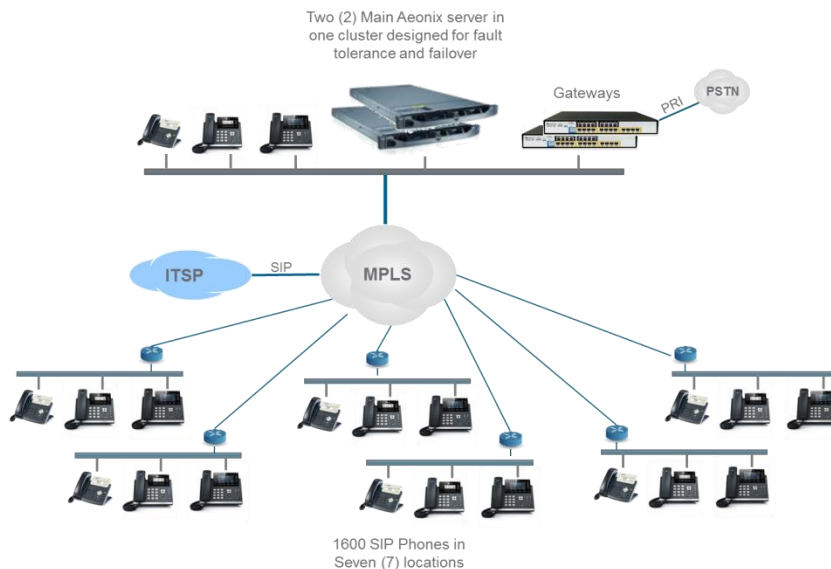 Two (2) Main Aeonix server in
one cluster designed for fault
tolerance and failover
Gateways
PRI
PSTN
ITSP
SIP
MPLS
1600 SIP Phones in
Seven (7) locations